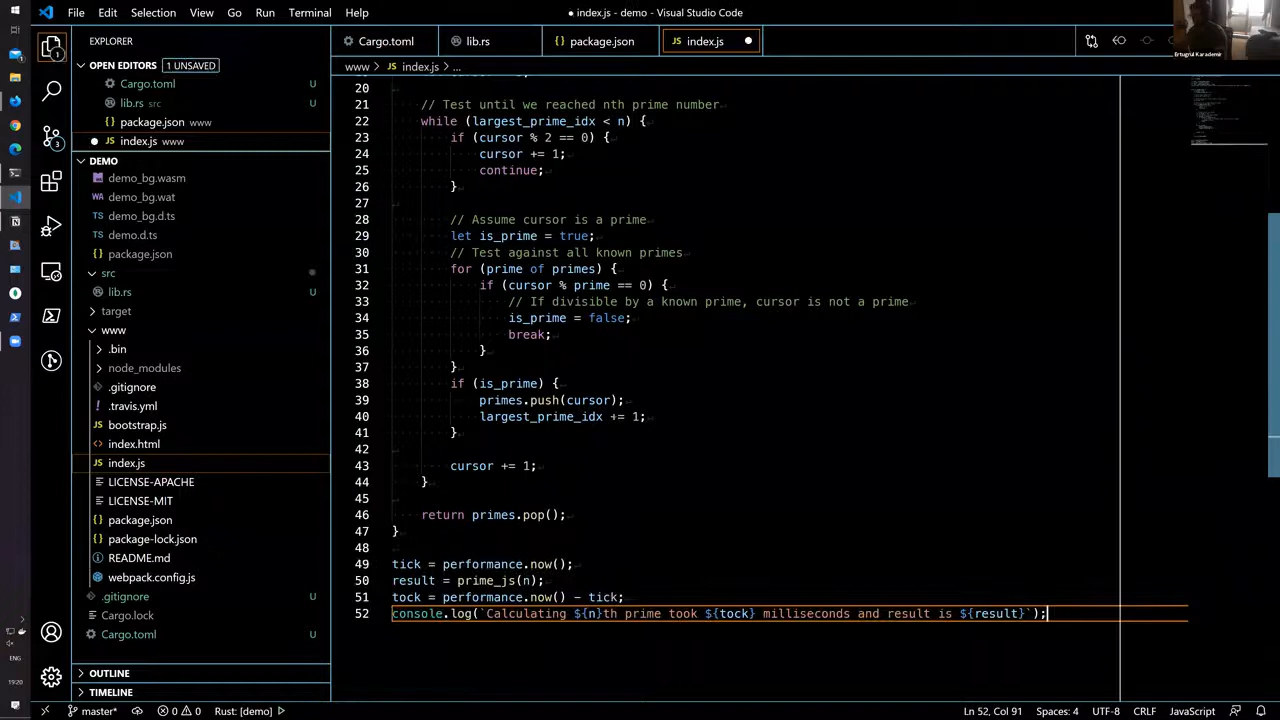 File Edit Selection View Go Run Terminal Help
● index.js - demo - Visual Studio Code
Ertugrul Karademir
EXPLORER
OPEN EDITORS 1 UNSAVED
Cargo.toml U
lib.rs src U
package.json www
index.js www
DEMO
demo_bg.wasm
demo_bg.wat
demo_bg.d.ts
demo.d.ts
package.json
src
lib.rs U
target
www
.bin
node_modules
.gitignore
.travis.yml
bootstrap.js
index.html
index.js
LICENSE-APACHE
LICENSE-MIT
package.json
package-lock.json
README.md
webpack.config.js
.gitignore U
Cargo.lock
Cargo.toml U
OUTLINE
TIMELINE
3
ENG
19:20
Cargo.toml lib.rs package.json index.js
www > index.js > ...
20
21 // Test until we reached nth prime number
22 while (largest_prime_idx < n) {
23 if (cursor % 2 == 0) {
24 cursor += 1;
25 continue;
26 }
27
28 // Assume cursor is a prime
29 let is_prime = true;
30 // Test against all known primes
31 for (prime of primes) {
32 if (cursor % prime == 0) {
33 // If divisible by a known prime, cursor is not a prime
34 is_prime = false;
35 break;
36 }
37 }
38 if (is_prime) {
39 primes.push(cursor);
40 largest_prime_idx += 1;
41 }
42
43 cursor += 1;
44 }
45
46 return primes.pop();
47 }
48
49 tick = performance.now();
50 result = prime_js(n);
51 tock = performance.now() - tick;
52 console.log(`Calculating ${n}th prime took ${tock} milliseconds and result is ${result}`);
master* 0 0 Rust: [demo] Ln 52, Col 91 Spaces: 4 UTF-8 CRLF JavaScript